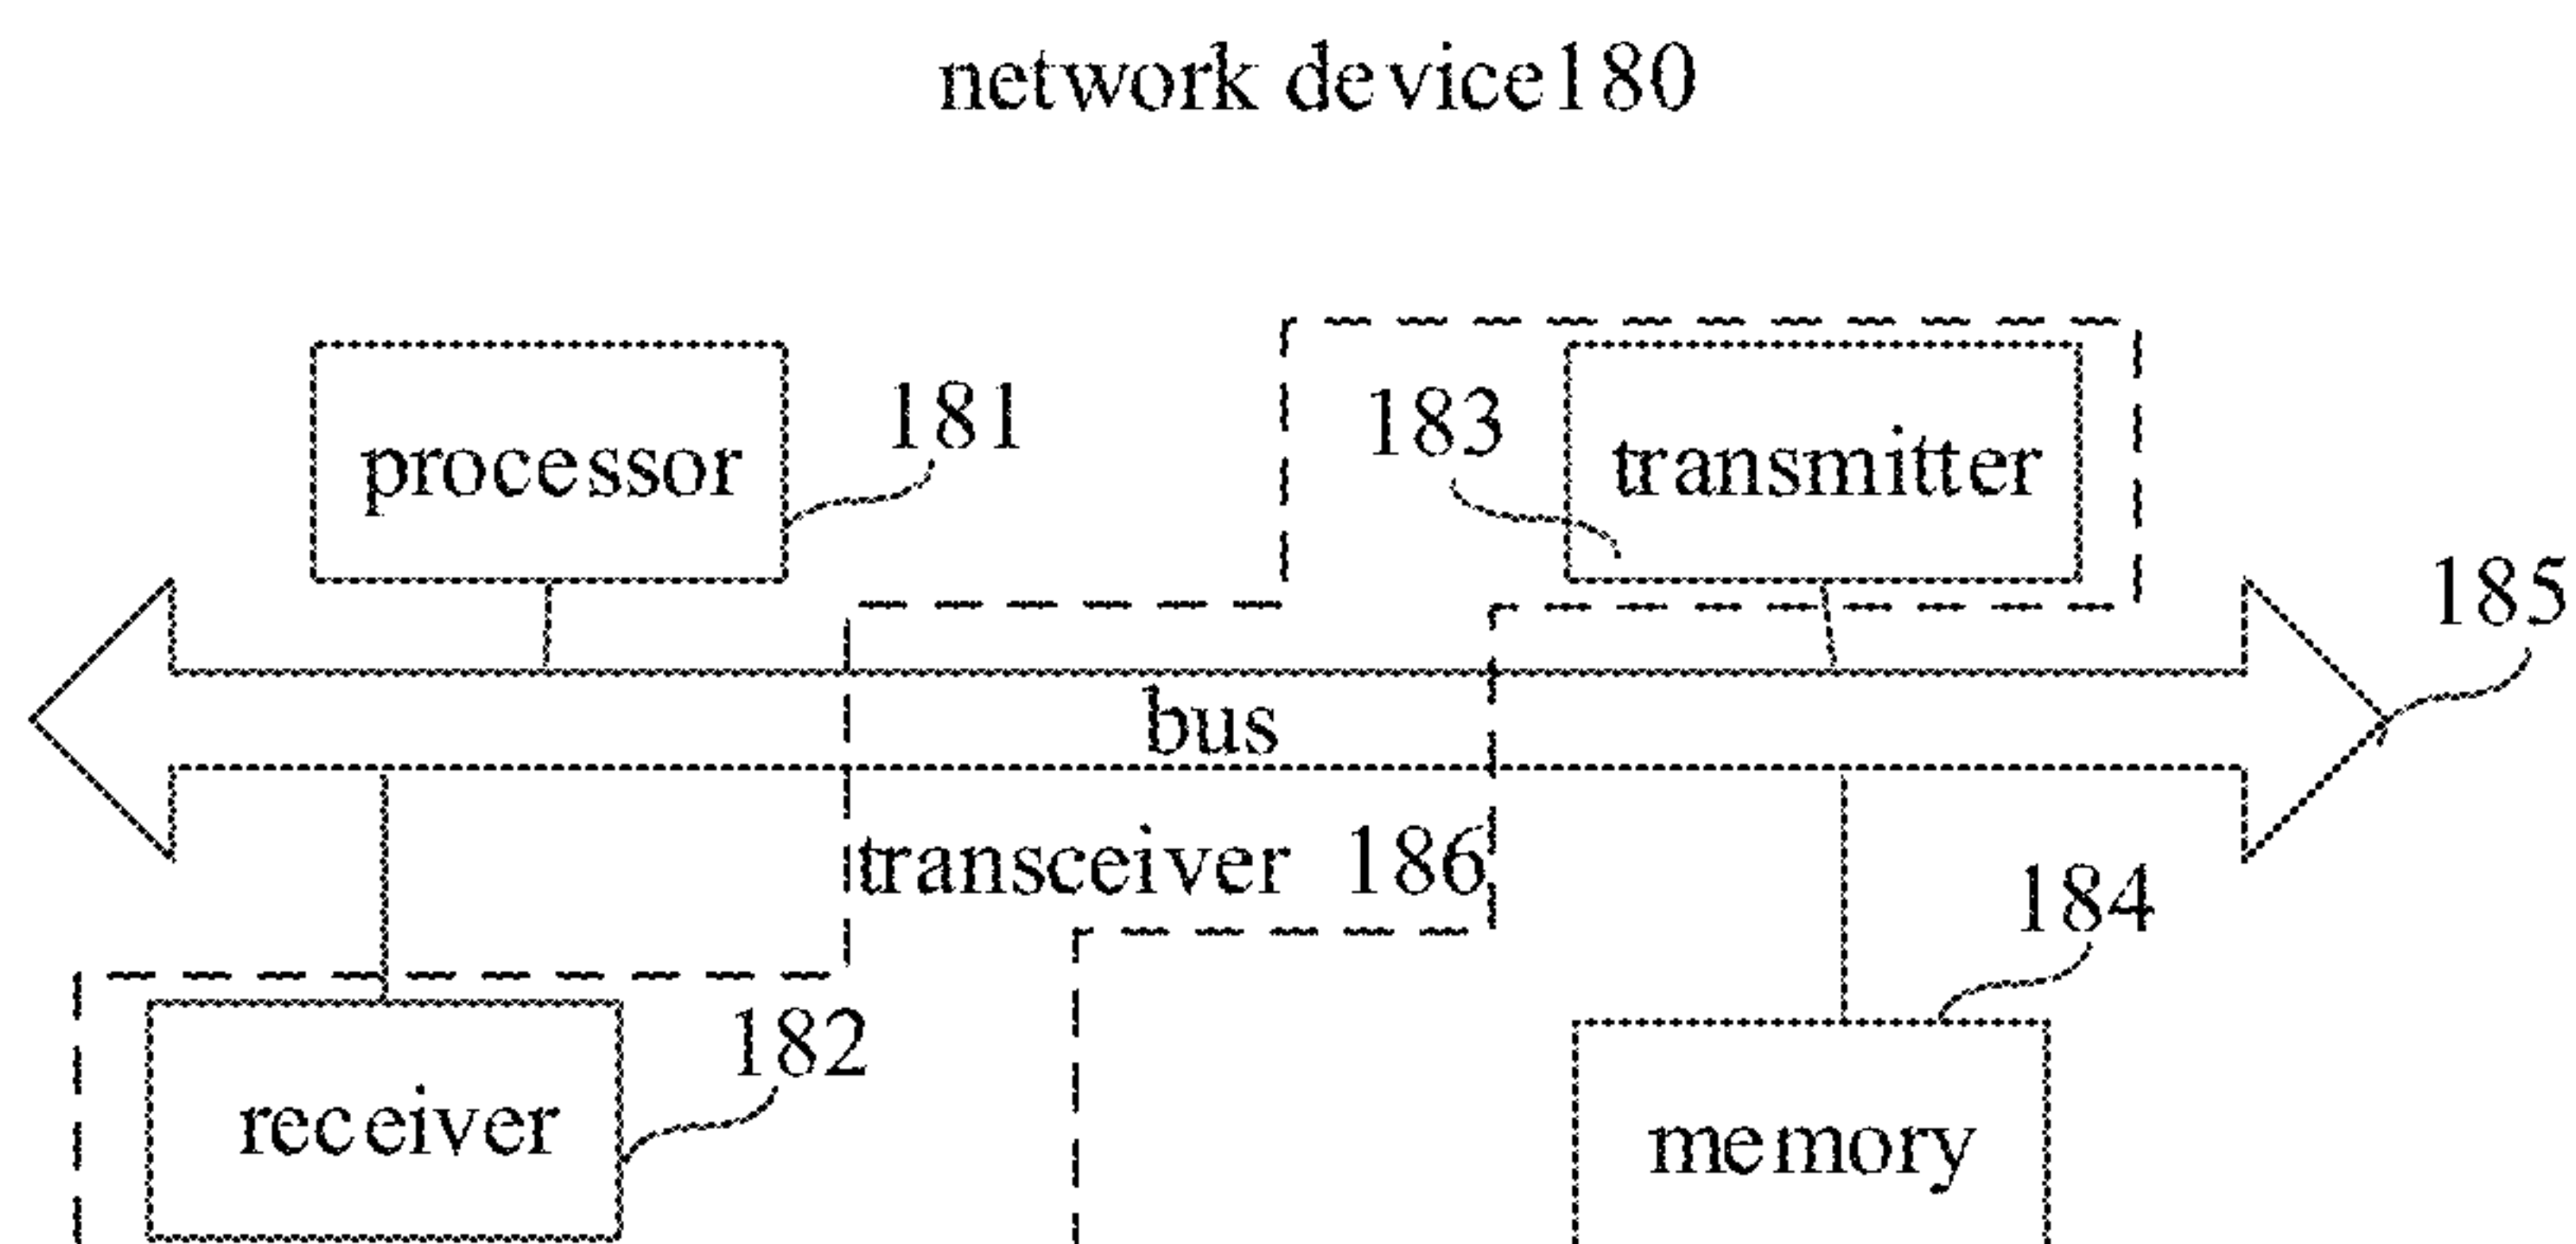 network device180
processor
181
183
transmitter
185
bus
transceiver 186
184
182
receiver
memory